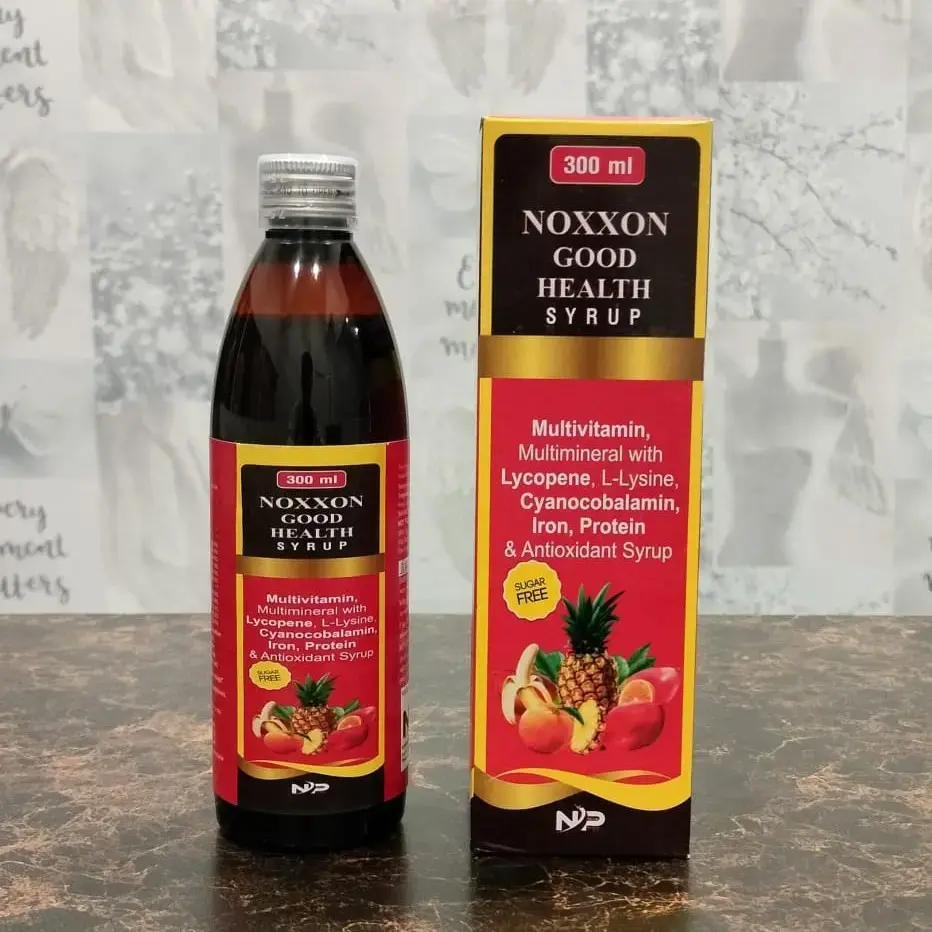 300 ml
NOXXON
GOOD
HEALTH
SYRUP
Multivitamin,
Multimineral with
Lycopene, L-Lysine,
Cyanocobalamin,
Iron, Protein
& Antioxidant Syrup
SUGAR
FREE
NP
300 ml
NOXXON
GOOD
HEALTH
SYRUP
Multivitamin,
Multimineral with
Lycopene, L-Lysine,
Cyanocobalamin,
Iron, Protein
& Antioxidant Syrup
SUGAR
FREE
NP